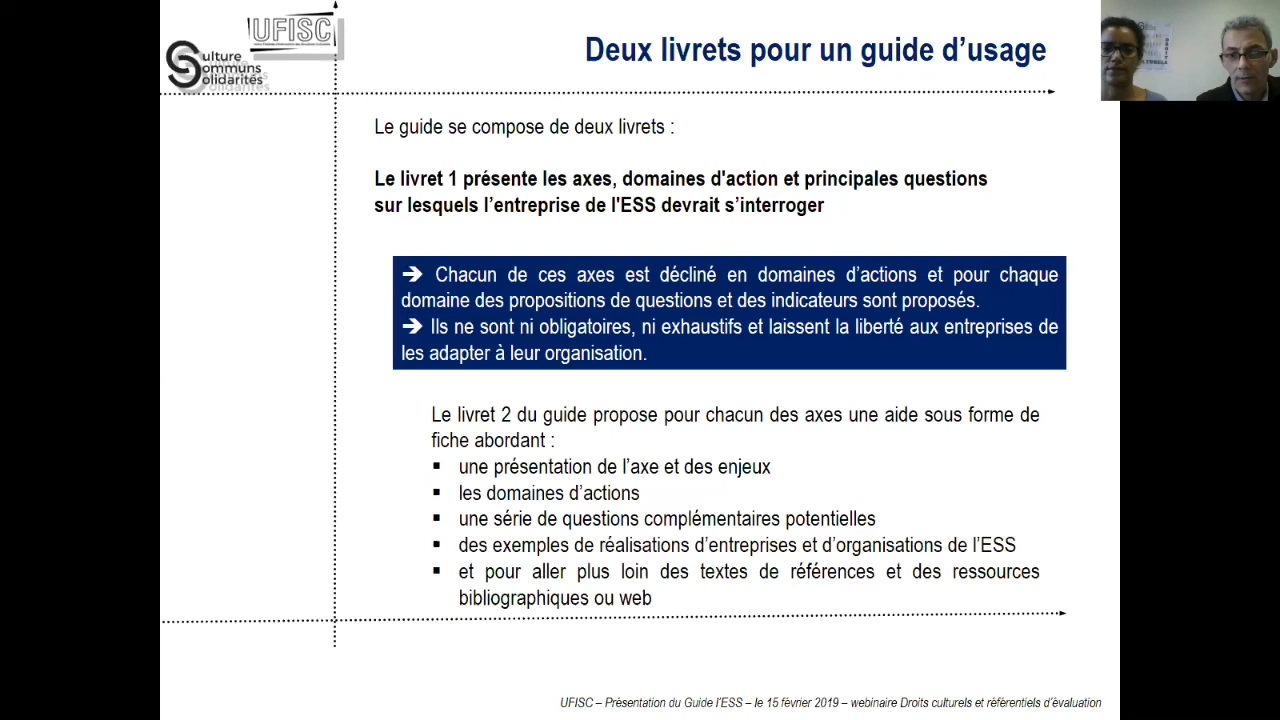 UFISC
Culture
Communs
Solidarités
Deux livrets pour un guide d’usage
Le guide se compose de deux livrets :
Le livret 1 présente les axes, domaines d'action et principales questions
sur lesquels l’entreprise de l'ESS devrait s’interroger
➔ Chacun de ces axes est décliné en domaines d’actions et pour chaque
domaine des propositions de questions et des indicateurs sont proposés.
➔ Ils ne sont ni obligatoires, ni exhaustifs et laissent la liberté aux entreprises de
les adapter à leur organisation.
Le livret 2 du guide propose pour chacun des axes une aide sous forme de
fiche abordant :
▪ une présentation de l’axe et des enjeux
▪ les domaines d’actions
▪ une série de questions complémentaires potentielles
▪ des exemples de réalisations d’entreprises et d’organisations de l’ESS
▪ et pour aller plus loin des textes de références et des ressources
bibliographiques ou web
UFISC – Présentation du Guide l’ESS – le 15 février 2019 – webinaire Droits culturels et référentiels d’évaluation